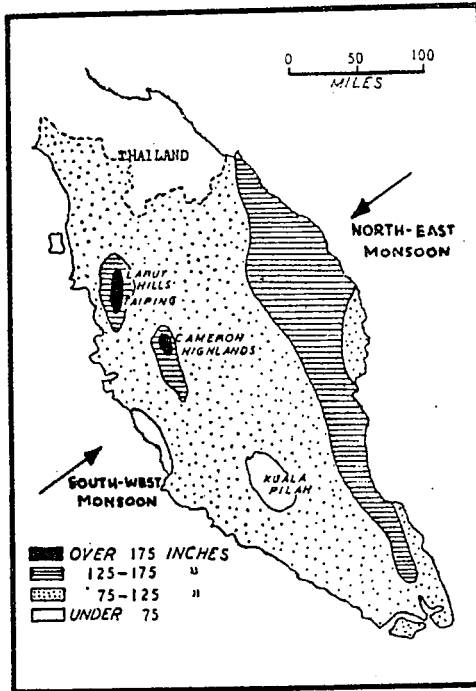 0 50 100
MILES
THAILAND
NORTH-EAST
MONSOON
LARUT
HILLS
TAIPING
CAMERON
HIGHLANDS
KUALA
PILAH
SOUTH-WEST
MONSOON
OVER 175 INCHES
125-175 "
75-125 "
UNDER 75